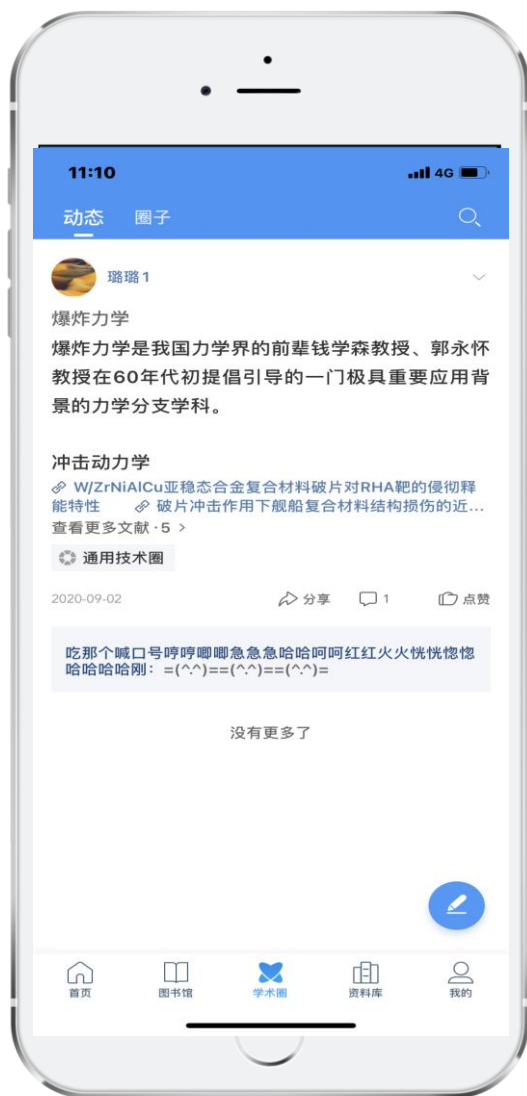 11:10 4G
动态 圈子
璐璐1
爆炸力学
爆炸力学是我国力学界的前辈钱学森教授、郭永怀
教授在60年代初提倡引导的一门极具重要应用背
景的力学分支学科。
冲击动力学
W/ZrNiAlCu亚稳态合金复合材料破片对RHA靶的侵彻释
能特性 破片冲击作用下舰船复合材料结构损伤的近...
查看更多文献 · 5 >
通用技术圈
2020-09-02 分享 1 点赞
吃那个喊口号哼哼唧唧急急急哈哈呵呵红红火火恍恍惚惚
哈哈哈哈刚：=(^.^)==(^.^)==(^.^)=
没有更多了
首页 图书馆 学术圈 资料库 我的